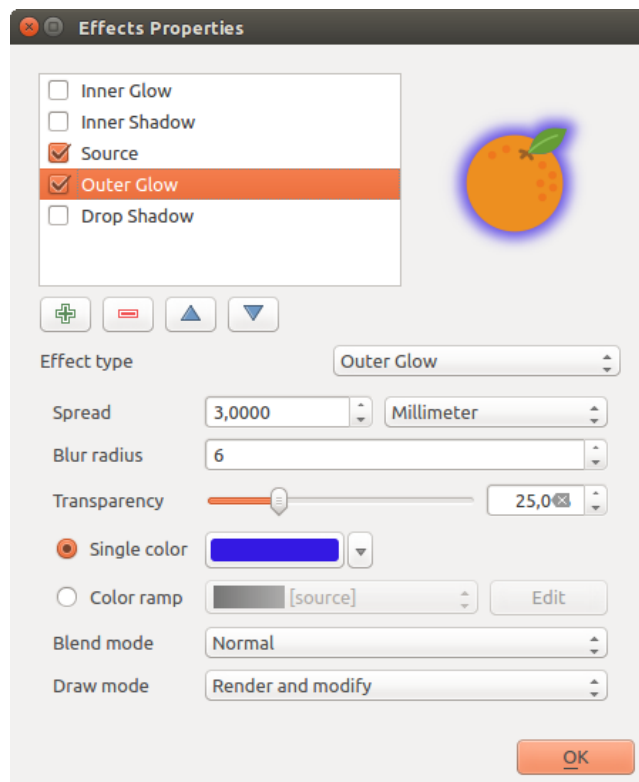 Effects Properties
Inner Glow
Inner Shadow
Source
Outer Glow
Drop Shadow
Effect type Outer Glow
Spread 3,0000 Millimeter
Blur radius 6
Transparency 25,0
Single color
Color ramp [source] Edit
Blend mode Normal
Draw mode Render and modify
OK